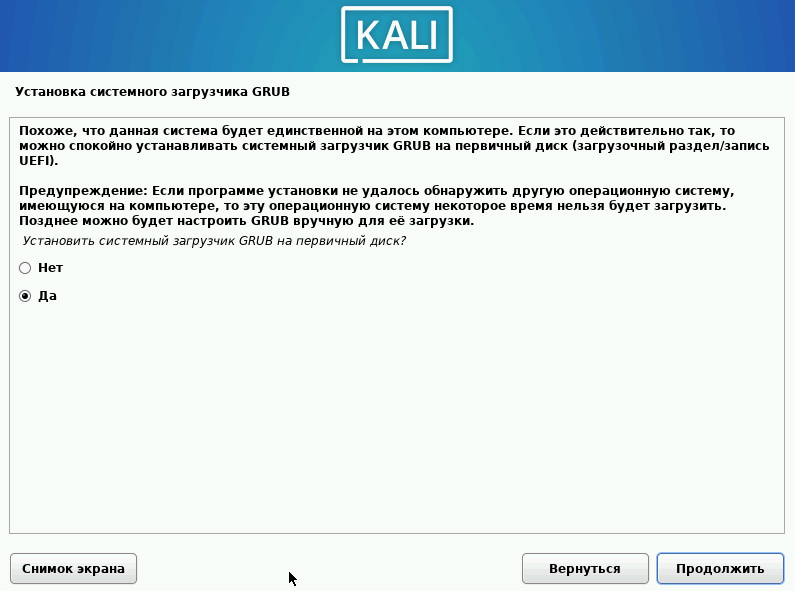 KALI
Установка системного загрузчика GRUB
Похоже, что данная система будет единственной на этом компьютере. Если это действительно так, то
можно спокойно устанавливать системный загрузчик GRUB на первичный диск (загрузочный раздел/запись
UEFI).
Предупреждение: Если программе установки не удалось обнаружить другую операционную систему,
имеющуюся на компьютере, то эту операционную систему некоторое время нельзя будет загрузить.
Позднее можно будет настроить GRUB вручную для её загрузки.
Установить системный загрузчик GRUB на первичный диск?
Нет
Да
Снимок экрана
Вернуться
Продолжить